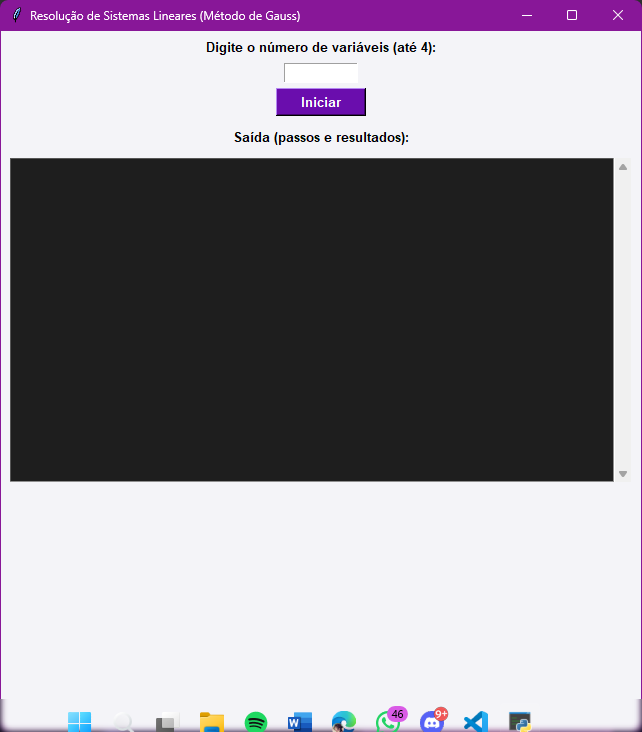 Resolução de Sistemas Lineares (Método de Gauss)
Digite o número de variáveis (até 4):
Iniciar
Saída (passos e resultados):
46
9+